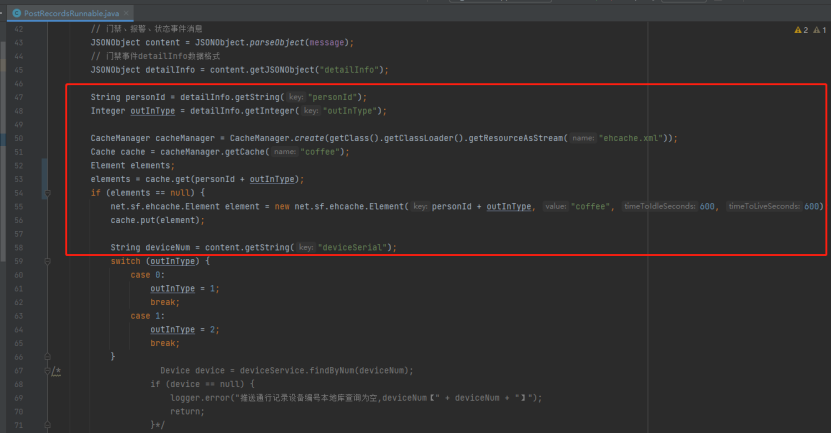 PostRecordsRunnable.java ×
42 // 门禁、报警、状态事件消息
43 JSONObject content = JSONObject.parseObject(message);
44 // 门禁事件detailInfo数据格式
45 JSONObject detailInfo = content.getJSONObject("detailInfo");
46
47 String personId = detailInfo.getString( key: "personId");
48 Integer outInType = detailInfo.getInteger( key: "outInType");
50 CacheManager cacheManager = CacheManager.create(getClass().getClassLoader().getResourceAsStream( name: "ehcache.xml"));
51 Cache cache = cacheManager.getCache( name: "coffee");
52 Element elements;
53 elements = cache.get(personId + outInType);
54 if (elements == null) {
55 net.sf.ehcache.Element element = new net.sf.ehcache.Element( key: personId + outInType, value: "coffee", timeToIdleSeconds: 600, timeToLiveSeconds: 600)
56 cache.put(element);
57
58 String deviceNum = content.getString( key: "deviceSerial");
59 switch (outInType) {
60 case 0:
61 outInType = 1;
62 break;
63 case 1:
64 outInType = 2;
65 break;
66 }
67 /* Device device = deviceService.findByNum(deviceNum);
68 if (device == null) {
69 logger.error("推送通行记录设备编号本地库查询为空,deviceNum【" + deviceNum + "】");
70 return;
71 }*/
2 1